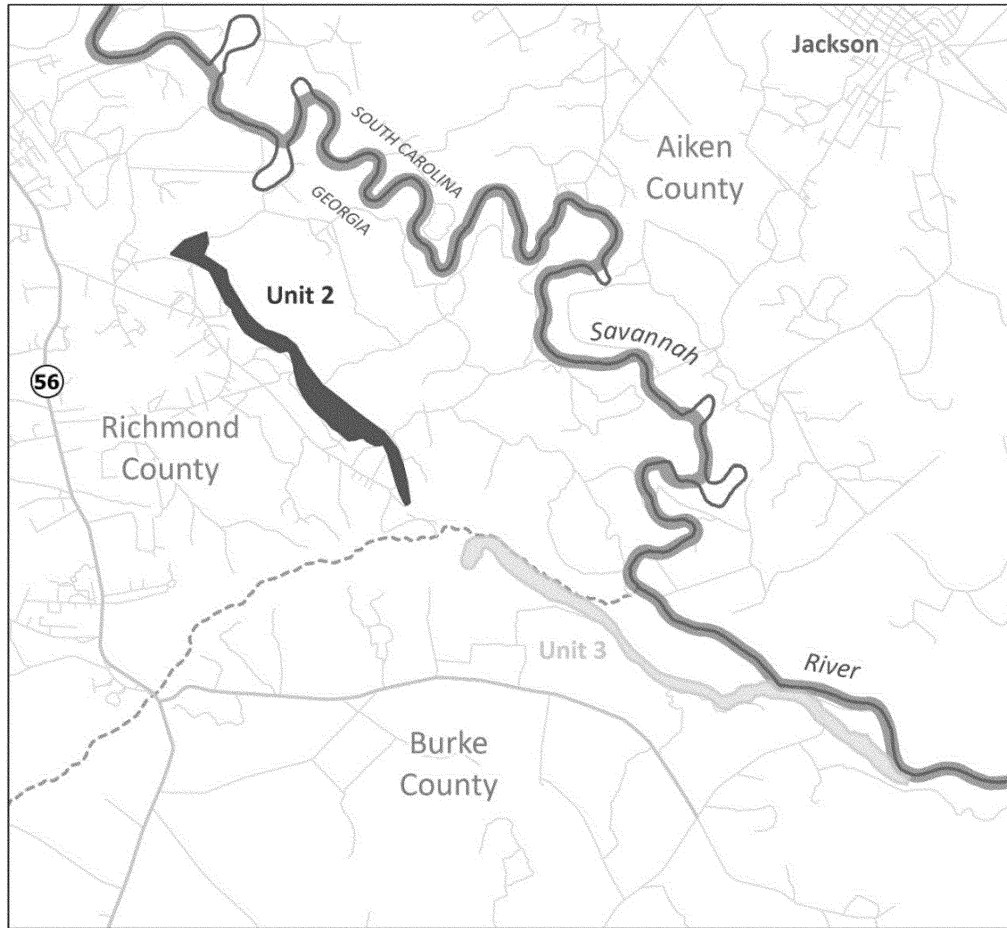 Jackson
SOUTH CAROLINA
GEORGIA
Aiken
County
Unit 2
Savannah
56
Richmond
County
Unit 3
River
Burke
County